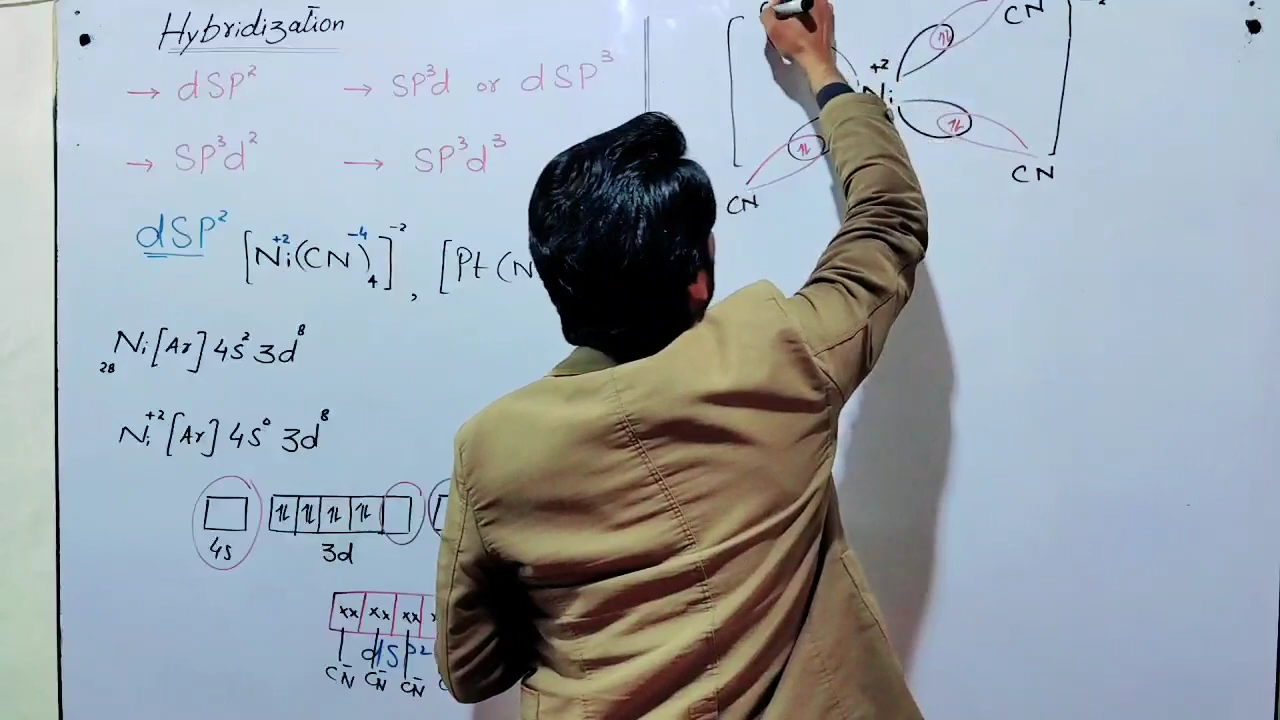 Hybridization
→ dSP² → SP³d or dSP³
→ SP³d² → SP³d³
dSP² [Ni⁺²(CN)₄⁻⁴]⁻², [Pt(N
₂₈Ni[Ar] 4s² 3d⁸
Ni⁺²[Ar] 4s⁰ 3d⁸
⥮ ⥮ ⥮ ⥮
4s 3d
xx xx xx
dSP²
CN⁻ CN⁻ CN⁻
CN
+2
Ni
⥮ ⥮ ⥮
CN CN